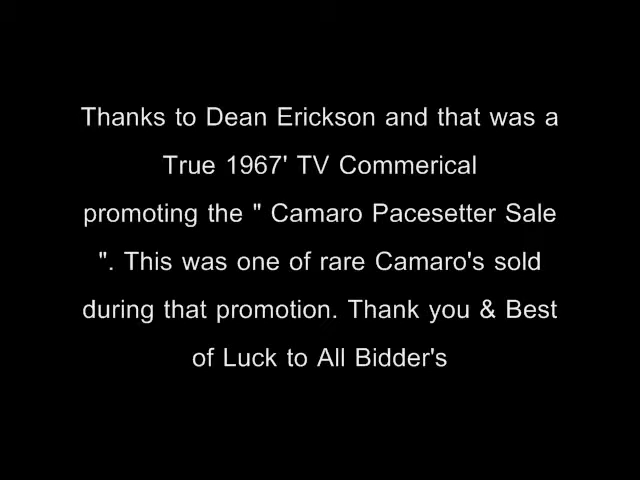 Thanks to Dean Erickson and that was a
True 1967' TV Commerical
promoting the " Camaro Pacesetter Sale
". This was one of rare Camaro's sold
during that promotion. Thank you & Best
of Luck to All Bidder's